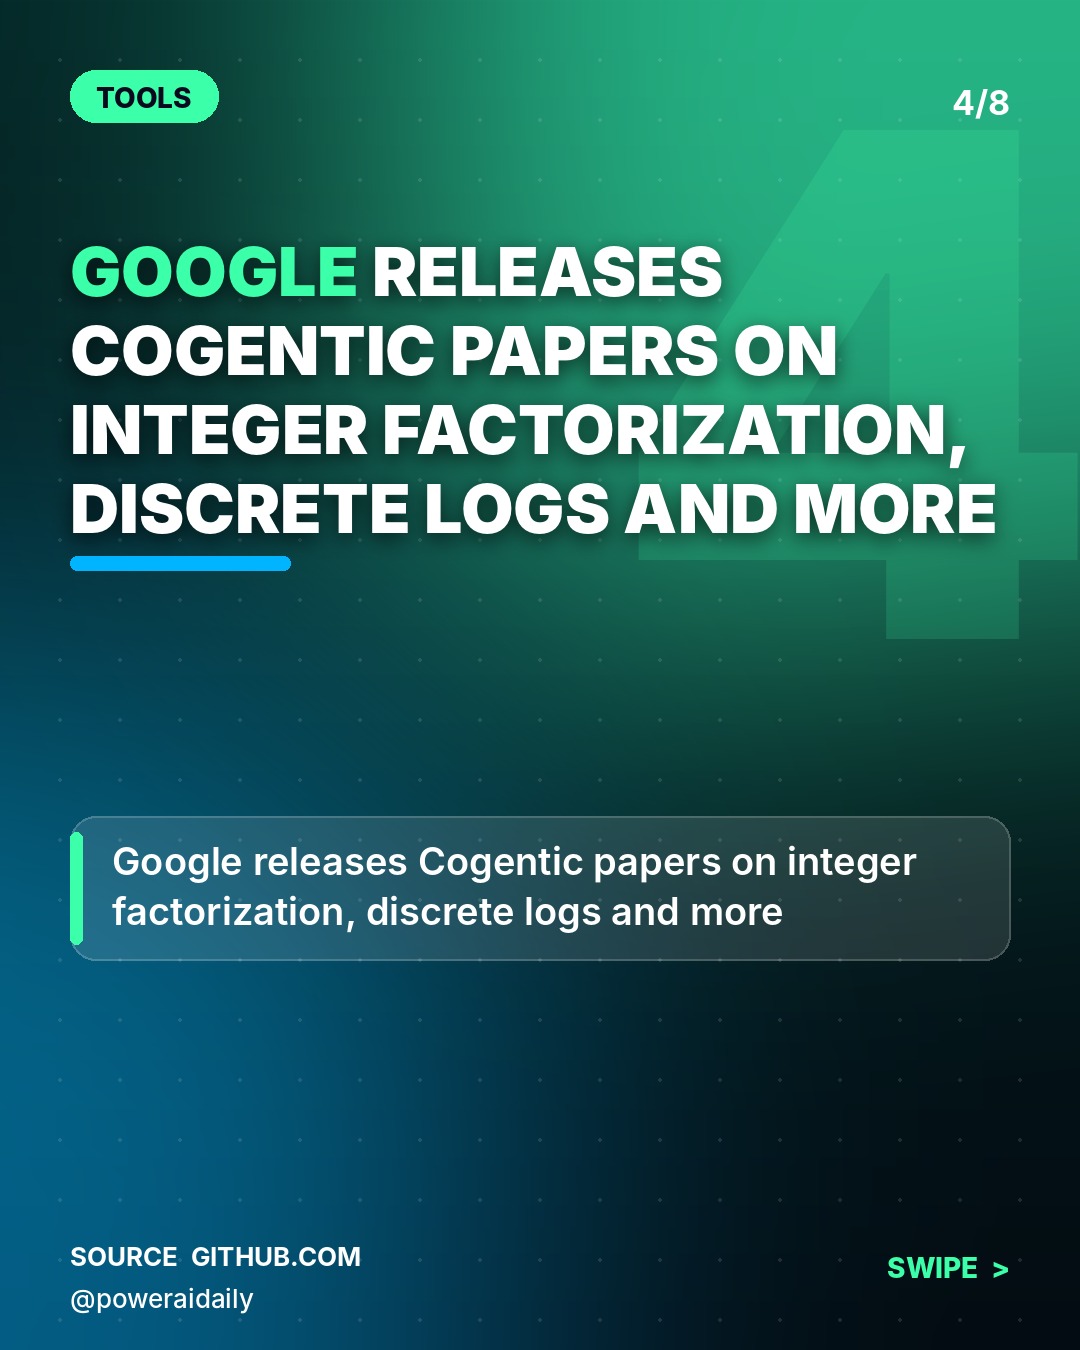 TOOLS
4/8
GOOGLE RELEASES
COGENTIC PAPERS ON
INTEGER FACTORIZATION,
DISCRETE LOGS AND MORE
4
Google releases Cogentic papers on integer
factorization, discrete logs and more
SOURCE GITHUB.COM
@poweraidaily
SWIPE >